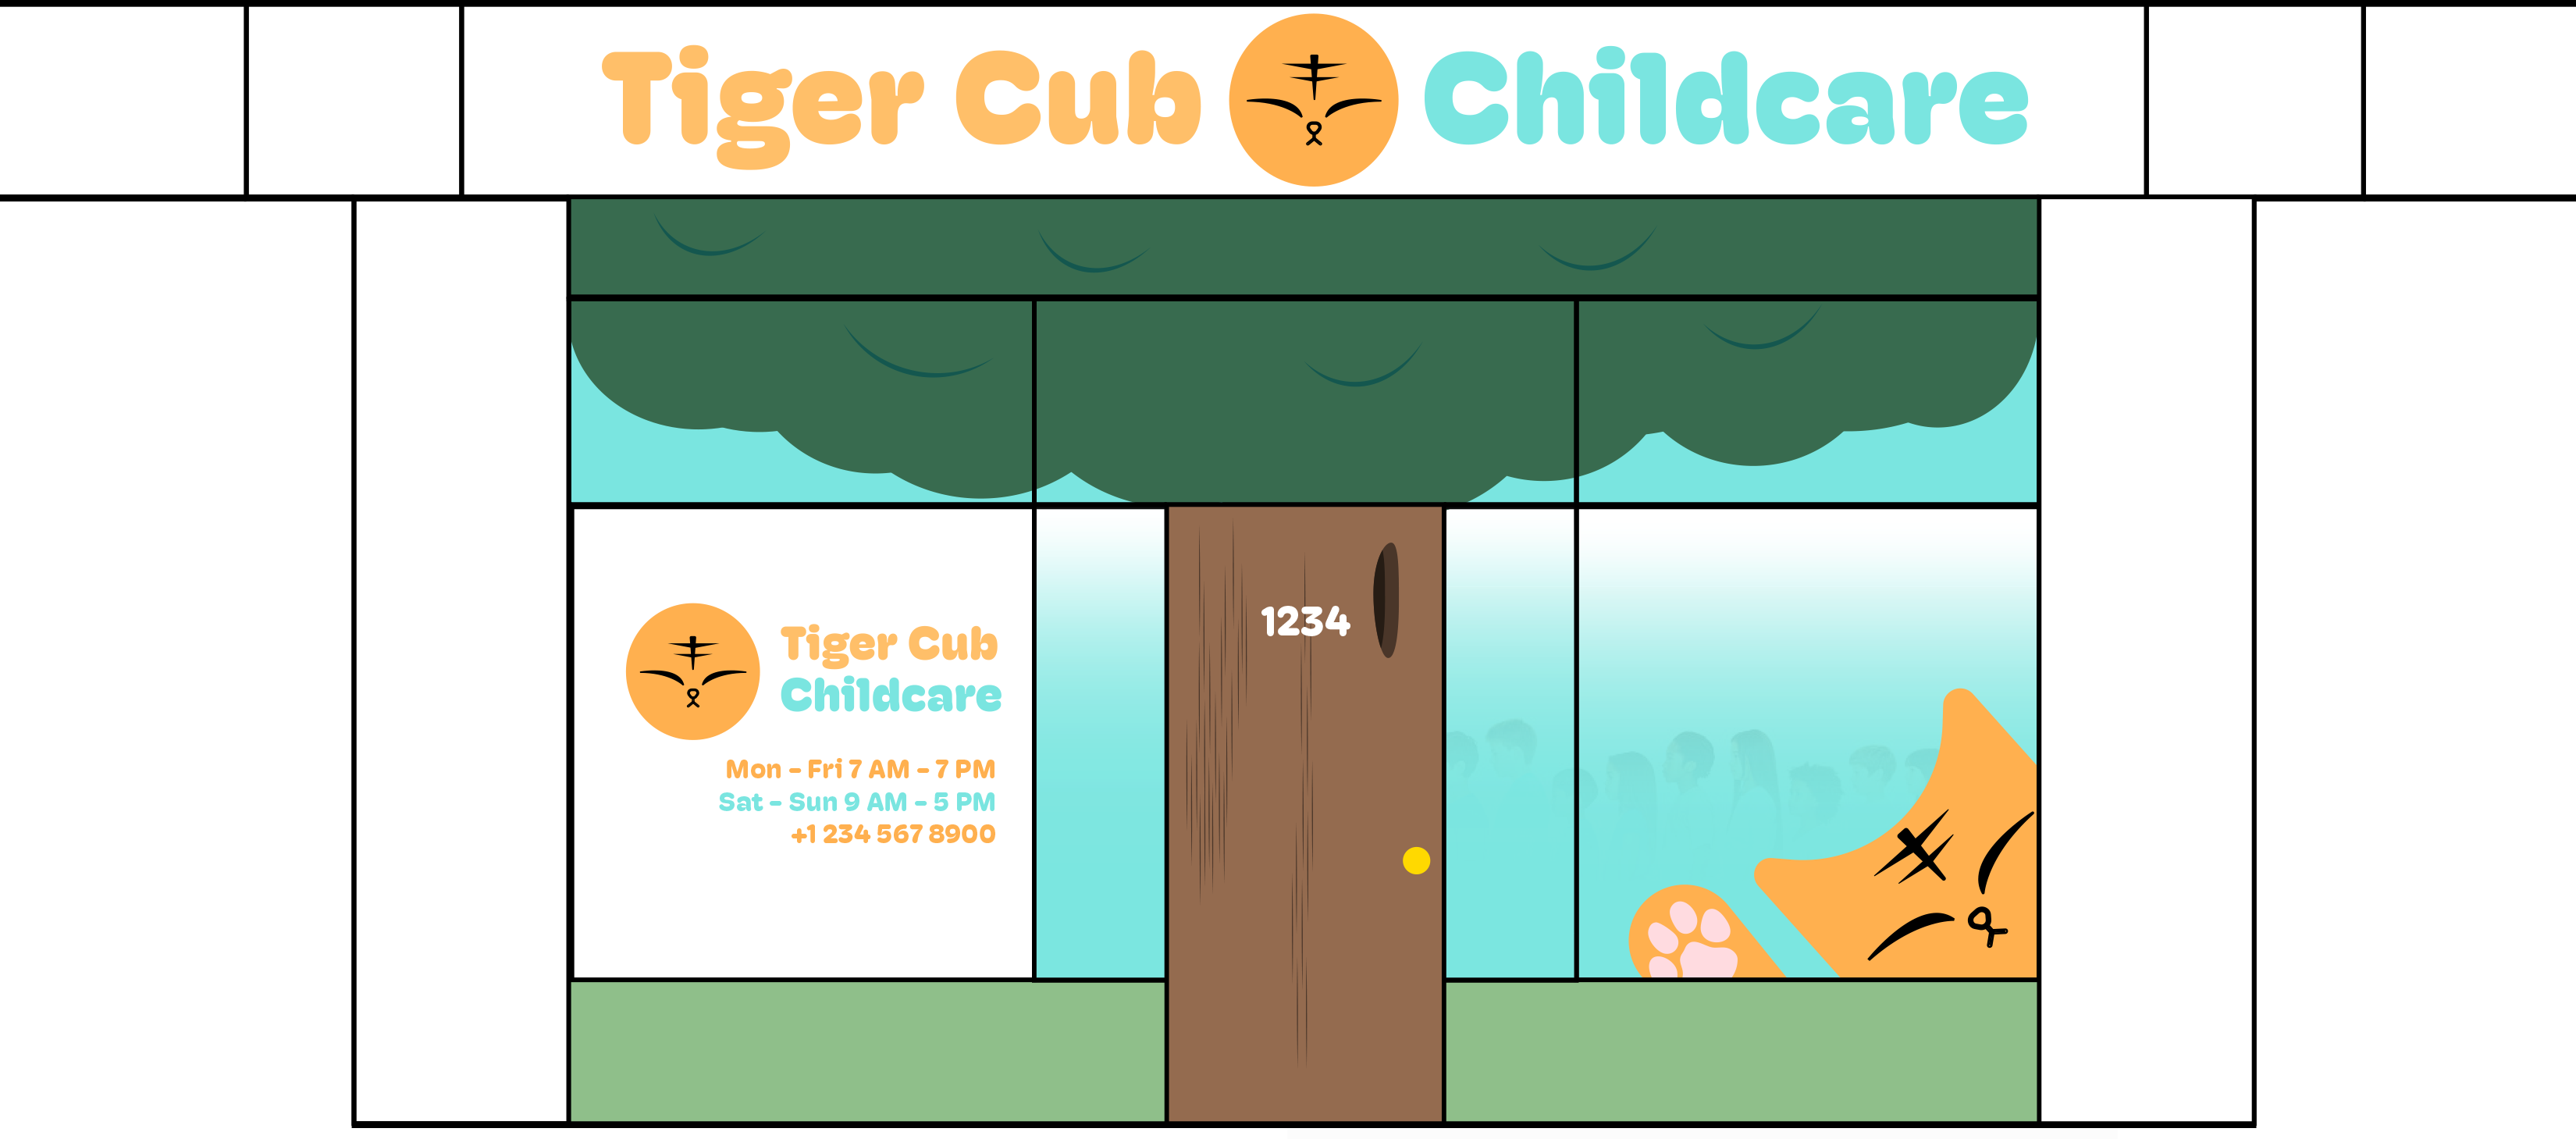 Tiger Cub Childcare
1234
Tiger Cub
Childcare
Mon - Fri 7 AM - 7 PM
Sat - Sun 9 AM - 5 PM
+1 234 567 8900